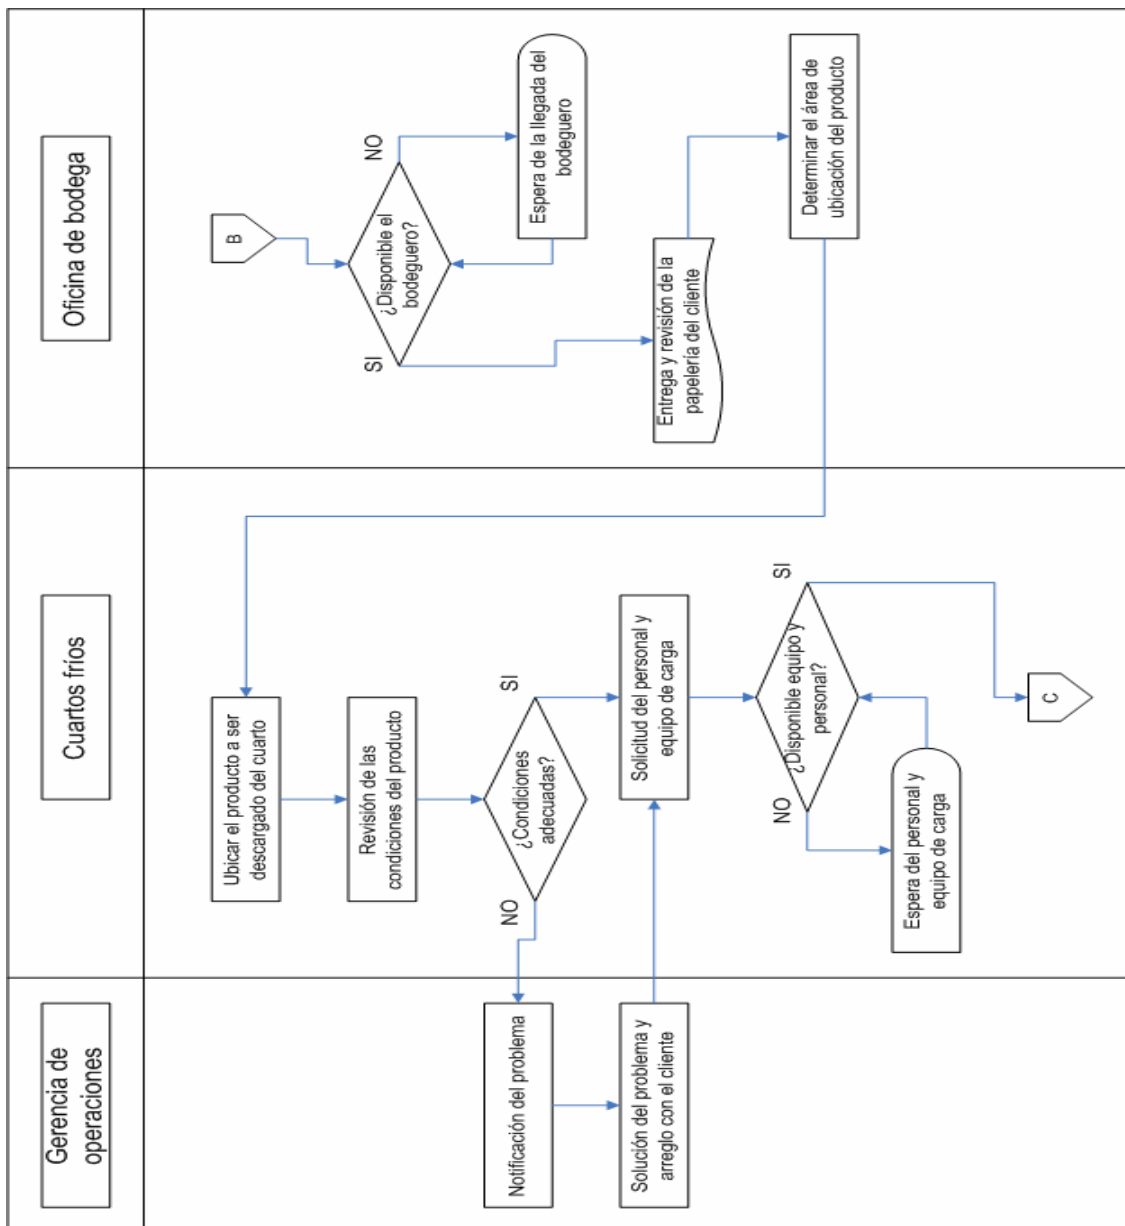 Gerencia de
operaciones
Cuartos fríos
Oficina de bodega
B
¿Disponible el
bodeguero?
NO
SI
Espera de la llegada del
bodeguero
Entrega y revisión de la
papelería del cliente
Determinar el área de
ubicación del producto
Ubicar el producto a ser
descargado del cuarto
Revisión de las
condiciones del producto
¿Condiciones
adecuadas?
NO
SI
Notificación del problema
Solución del problema y
arreglo con el cliente
Solicitud del personal y
equipo de carga
¿Disponible equipo y
personal?
NO
SI
Espera del personal y
equipo de carga
C